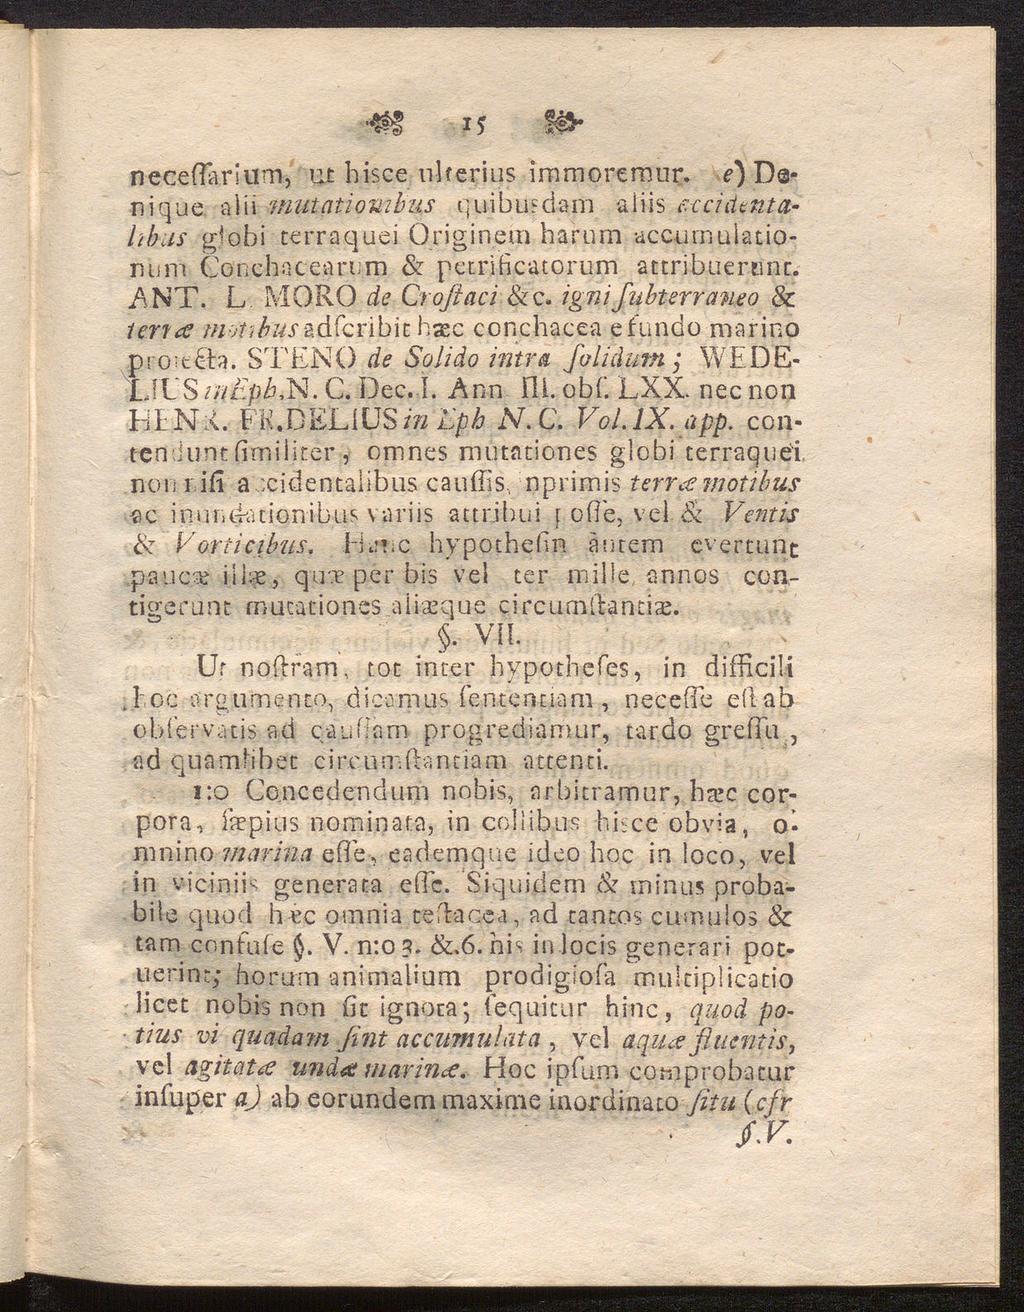 15
neceſſarium, ut hisce ulterius immoremur. e) De-
nique alii mutationibus quibusdam aliis accidenta-
libus globi terraquei Originem harum accumulatio-
num Conchacearum & petrificatorum attribuerunt.
ANT. L. MORO de Croſtaci &c. igni ſubterraneo &
terræ motibus adſcribit hæc conchacea e fundo marino
proiecta. STENO de Solido intra ſolidum; WEDE-
LIUS in Eph. N. C. Dec. I. Ann III. obſ. LXX. nec non
HENR. FR. DELIUS in Eph N. C. Vol. IX. app. con-
tendunt ſimiliter, omnes mutationes globi terraquei
non niſi accidentalibus cauſſis, inprimis terræ motibus
ac inundationibus variis attribui poſſe, vel & Ventis
& Vorticibus. Hanc hypotheſin autem evertunt
paucæ illæ, quæ per bis vel ter mille annos con-
tigerunt mutationes aliæque circumſtantiæ.
§. VII.
Ut noſtram, tot inter hypotheſes, in difficili
hoc argumento, dicamus ſententiam, neceſſe eſt ab
obſervatis ad cauſſam progrediamur, tardo greſſu,
ad quamlibet circumſtantiam attenti.
1:o Concedendum nobis, arbitramur, hæc cor-
pora, ſæpius nominata, in collibus hisce obvia, o-
mnino marina eſſe, eademque ideo hoc in loco, vel
in viciniis generata eſſe. Siquidem & minus proba-
bile quod hæc omnia teſtacea, ad tantos cumulos &
tam confuſe §. V. n:o 3. &. 6. his in locis generari pot-
uerint; horum animalium prodigioſa multiplicatio
licet nobis non ſit ignota; ſequitur hinc, quod po-
tius vi quadam ſint accumulata, vel aquæ fluentis,
vel agitatæ undæ marinæ. Hoc ipſum comprobatur
inſuper a) ab eorundem maxime inordinato ſitu (cfr
§.V.